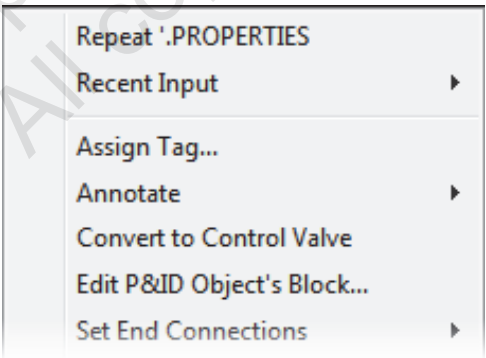 Repeat '.PROPERTIES
Recent Input
Assign Tag...
Annotate
Convert to Control Valve
Edit P&ID Object's Block...
Set End Connections